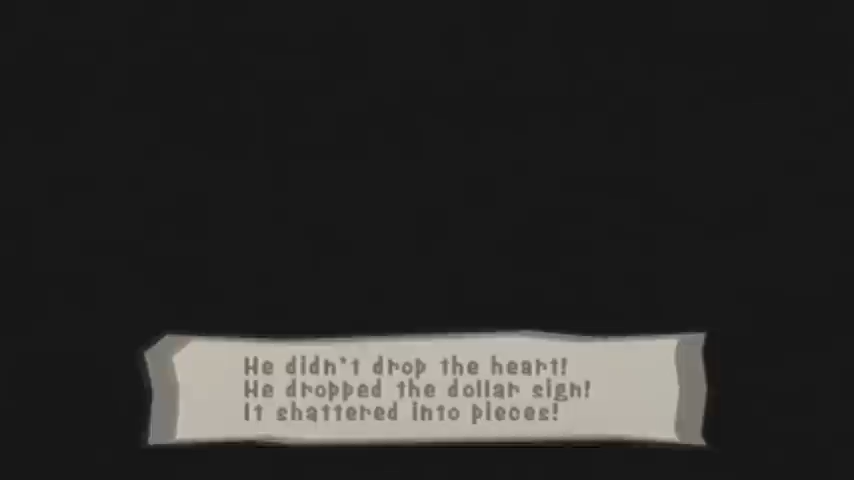 He didn't drop the heart!
He dropped the dollar sign!
It shattered into pieces!